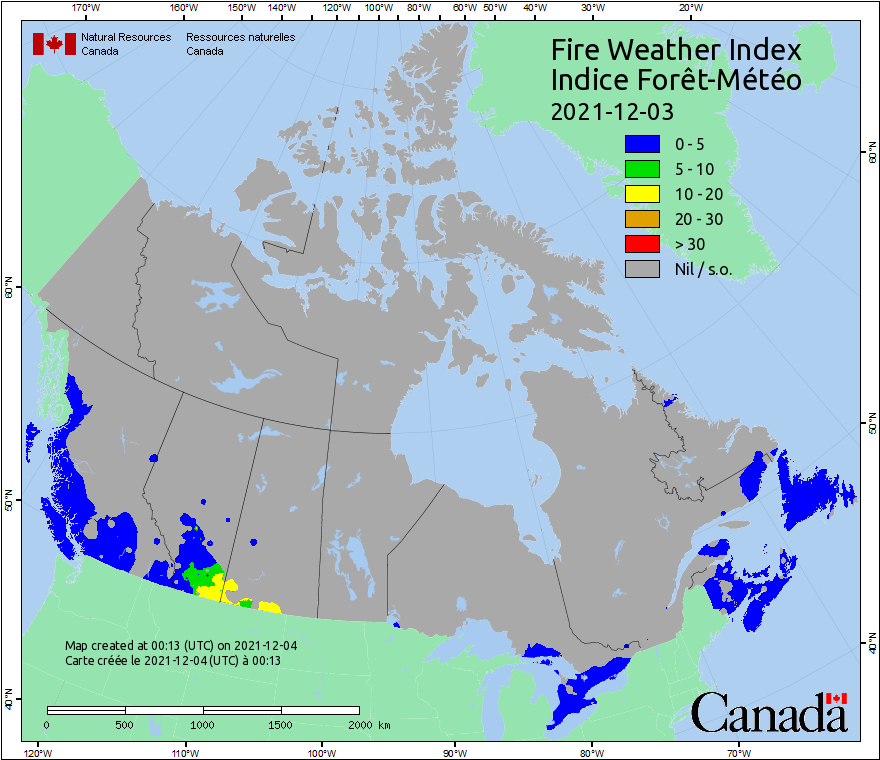 170°W 160°W 150°W 140°W 120°W 100°W 80°W 60°W 50°W 40°W 30°W 20°W
Natural Resources Ressources naturelles
Canada Canada
Fire Weather Index
Indice Forêt-Météo
2021-12-03
0 - 5
5 - 10
10 - 20
20 - 30
> 30
Nil / s.o.
60°N
60°N
50°N
50°N
40°N
40°N
Map created at 00:13 (UTC) on 2021-12-04
Carte créée le 2021-12-04 (UTC) à 00:13
0 500 1000 1500 2000 km
Canada
120°W 110°W 100°W 90°W 80°W 70°W